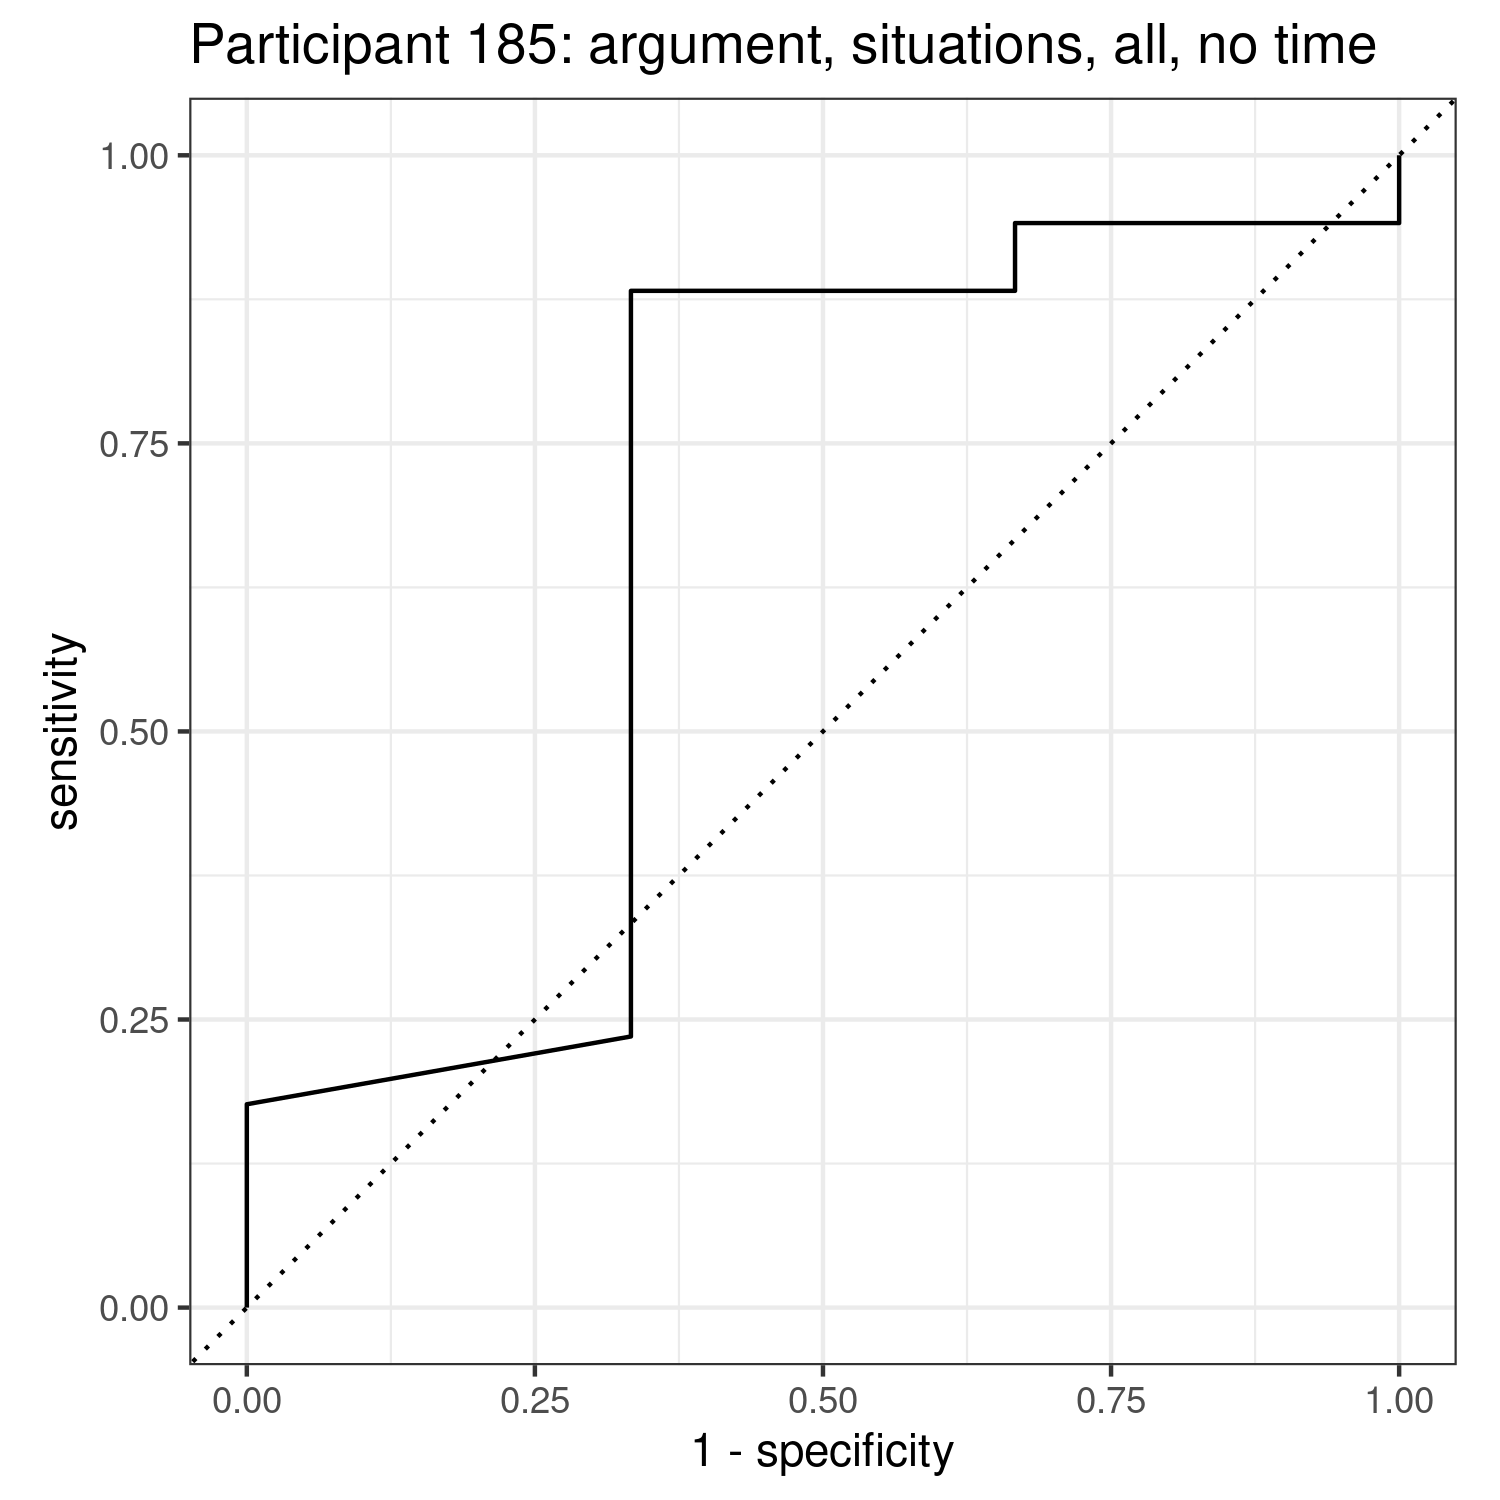 Participant 185: argument, situations, all, no time
1.00
0.75
0.50
0.25
0.00
sensitivity
0.00 0.25 0.50 0.75 1.00
1 - specificity